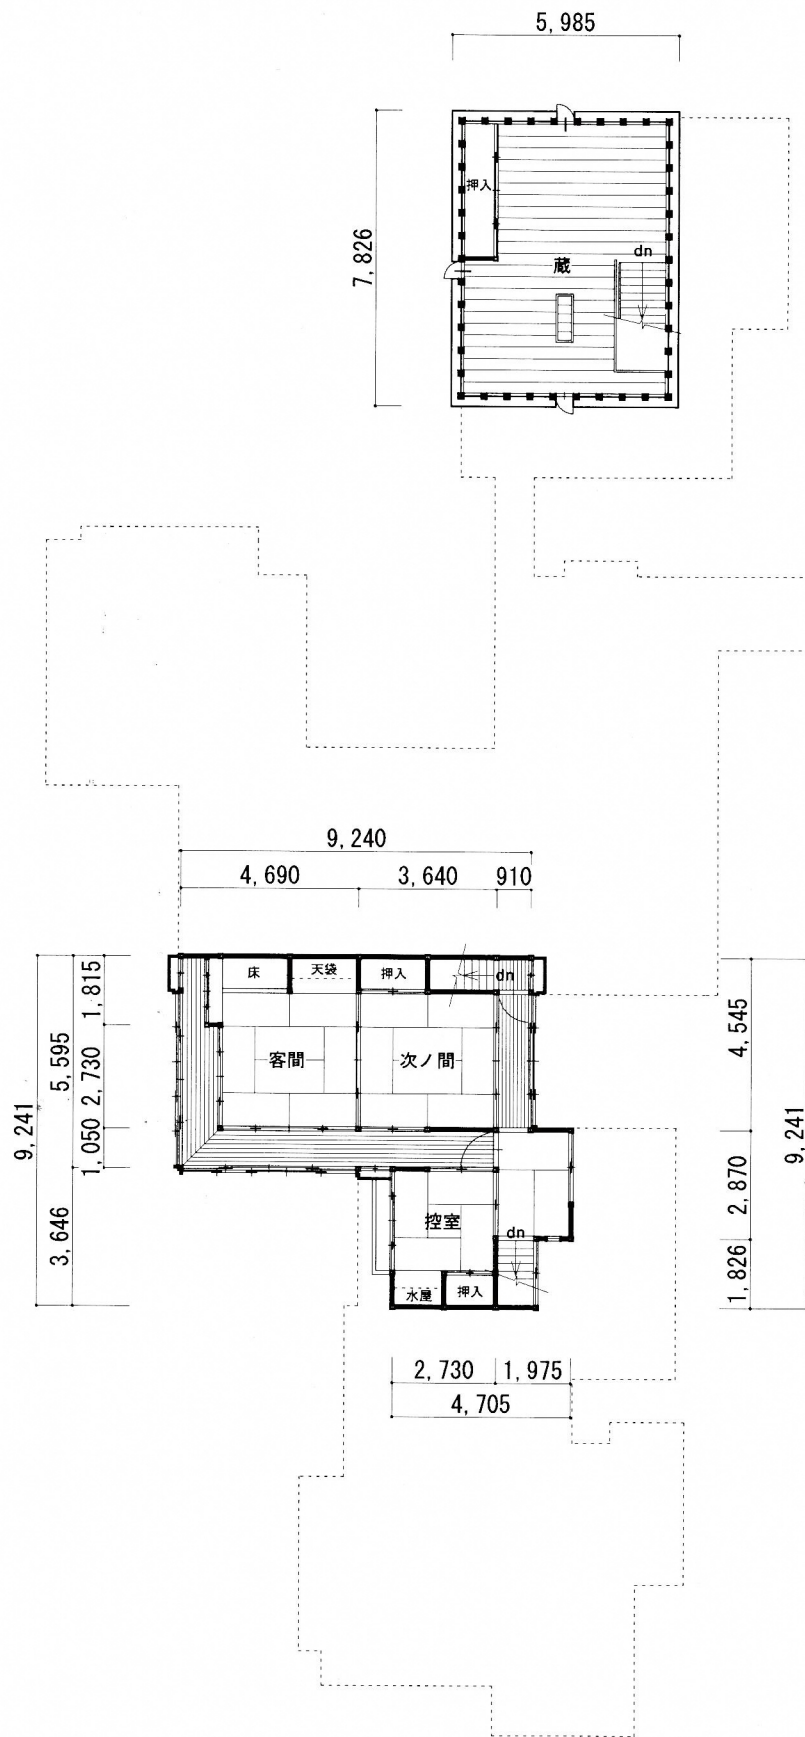 5,985
7,826
押入
dn
蔵
9,240
4,690
3,640
910
9,241
5,595
3,646
1,815
2,730
1,050
床
天袋
押入
dn
客間
次ノ間
4,545
2,870
1,826
9,241
控室
dn
水屋
押入
2,730
1,975
4,705